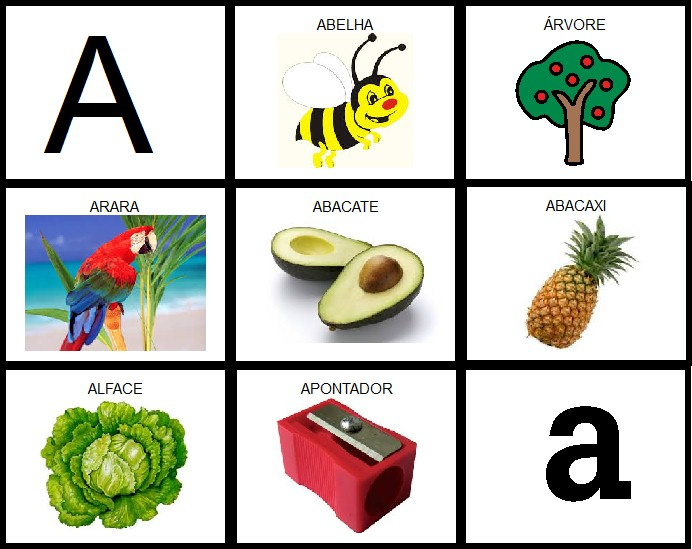 A
ABELHA
ÁRVORE
ARARA
ABACATE
ABACAXI
ALFACE
APONTADOR
a